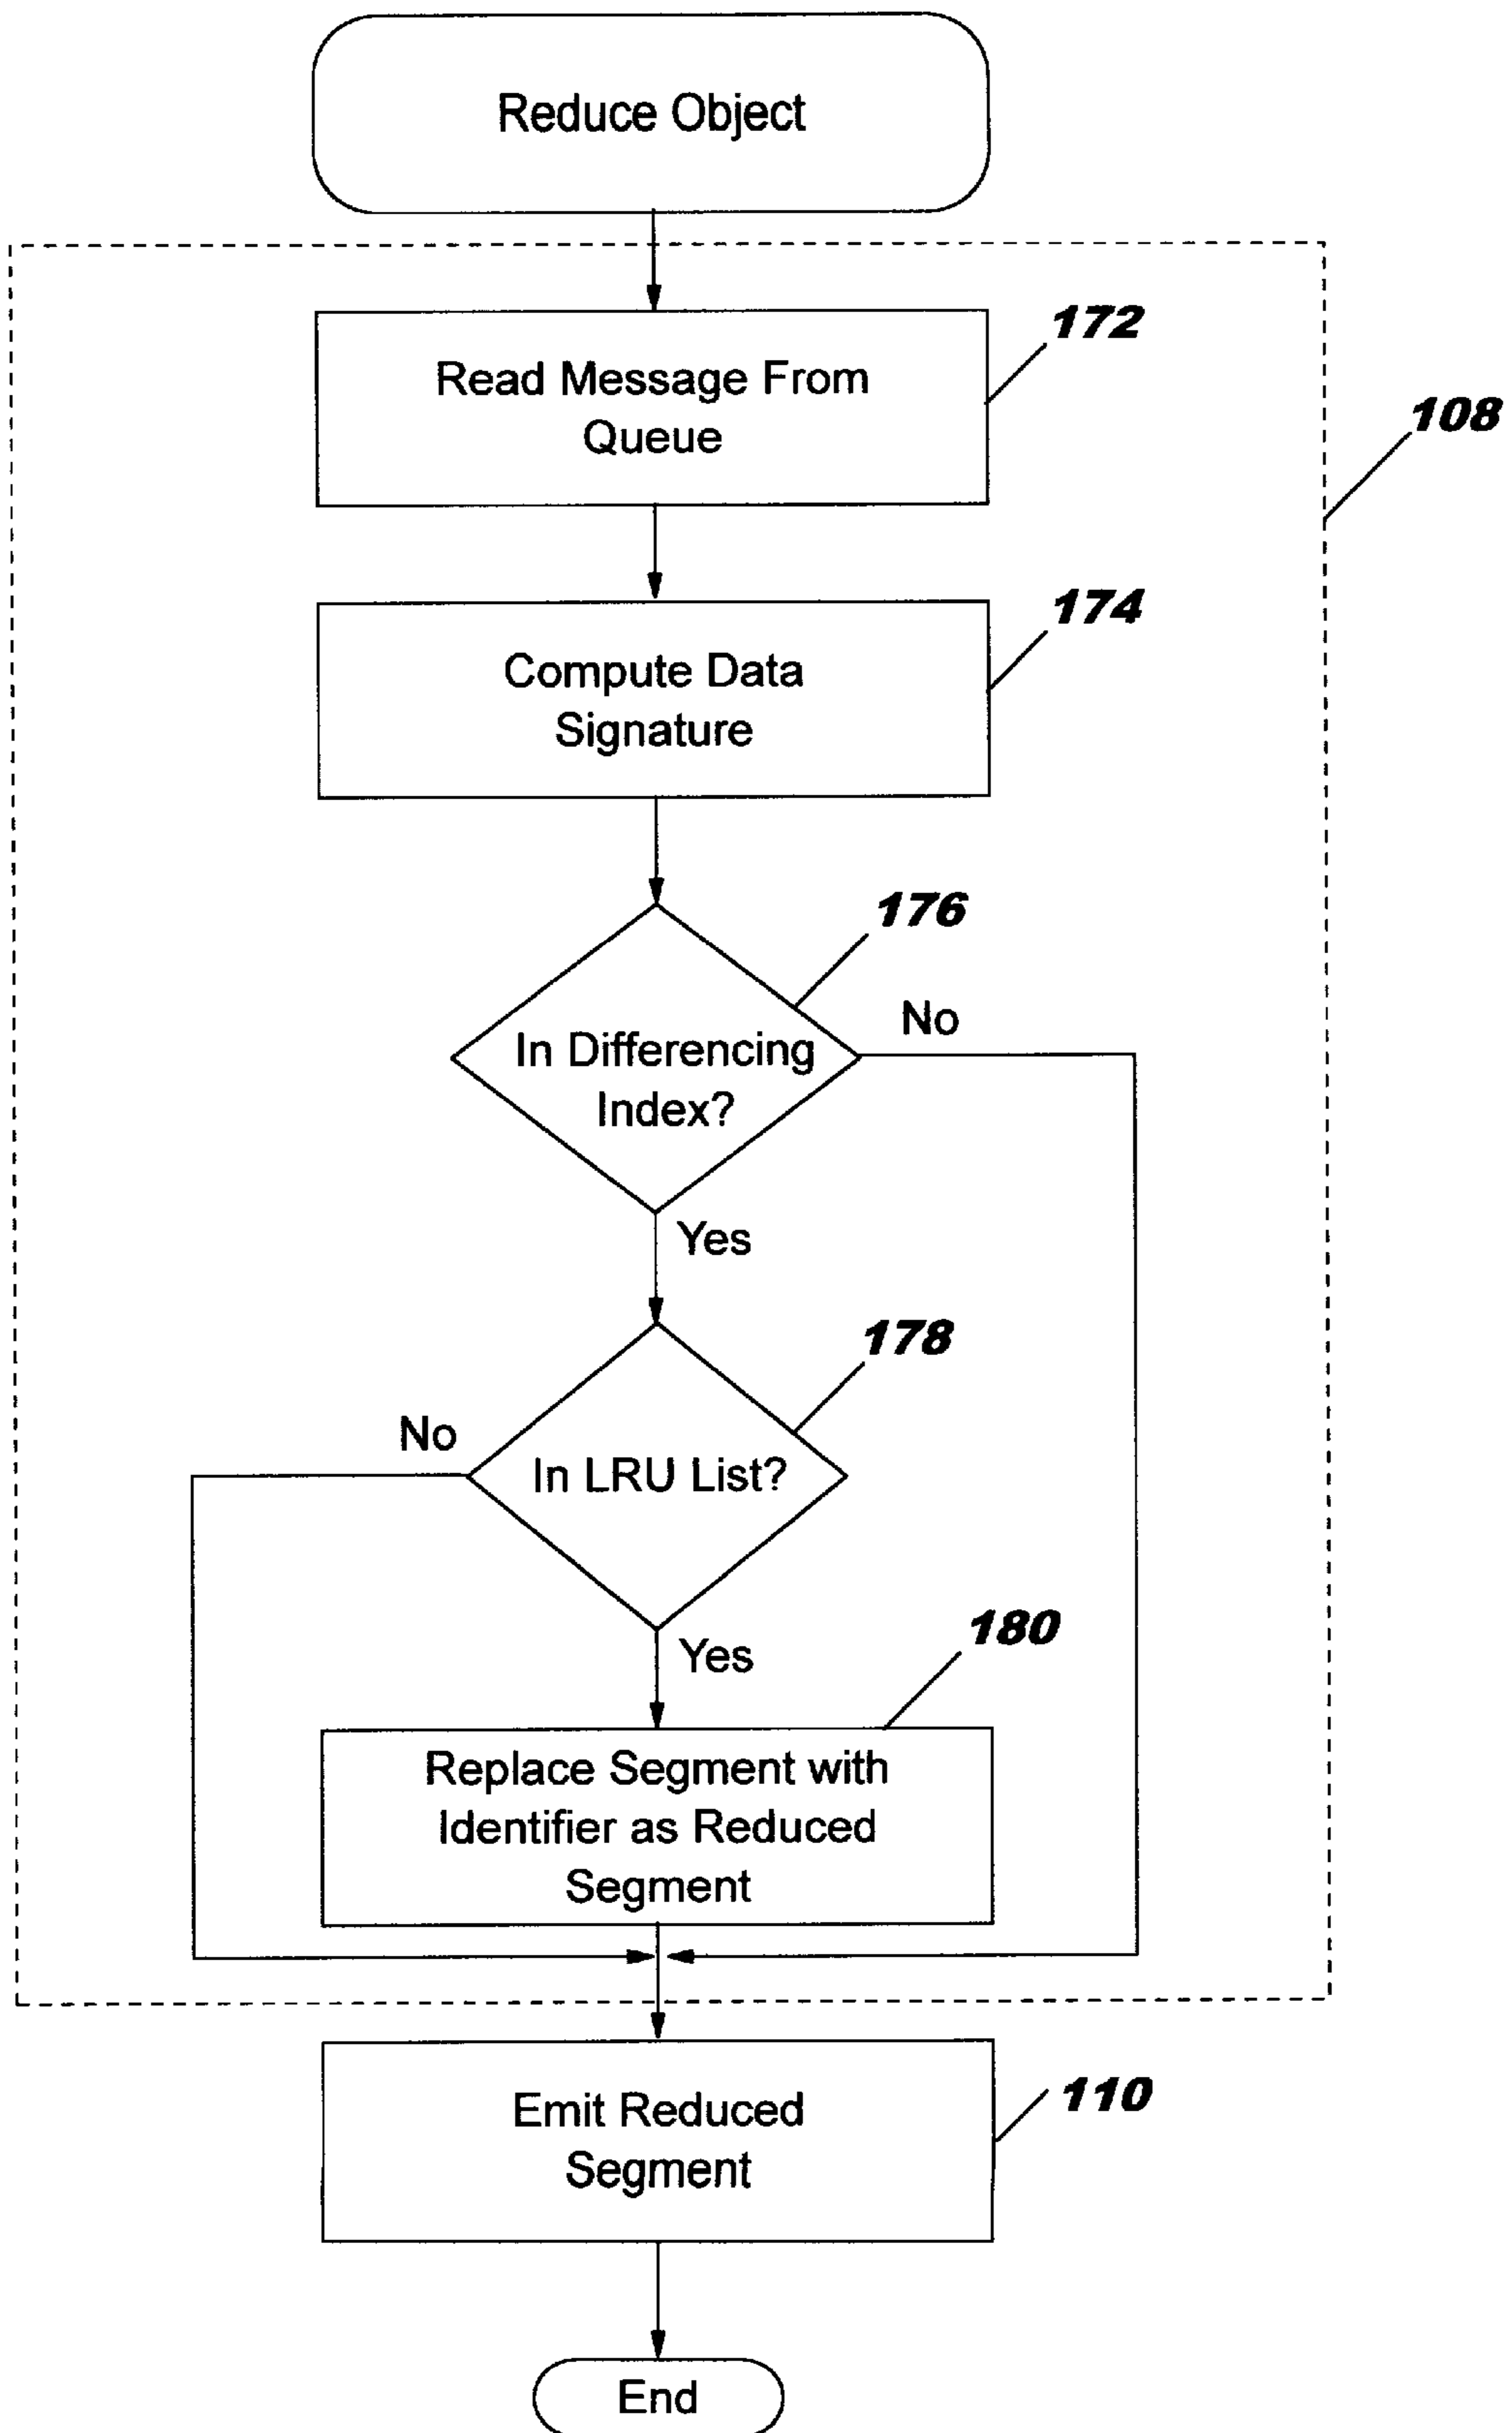 Reduce Object
172
Read Message From
Queue
108
174
Compute Data
Signature
176
No
In Differencing
Index?
Yes
178
No
In LRU List?
180
Yes
Replace Segment with
Identifier as Reduced
Segment
110
Emit Reduced
Segment
End